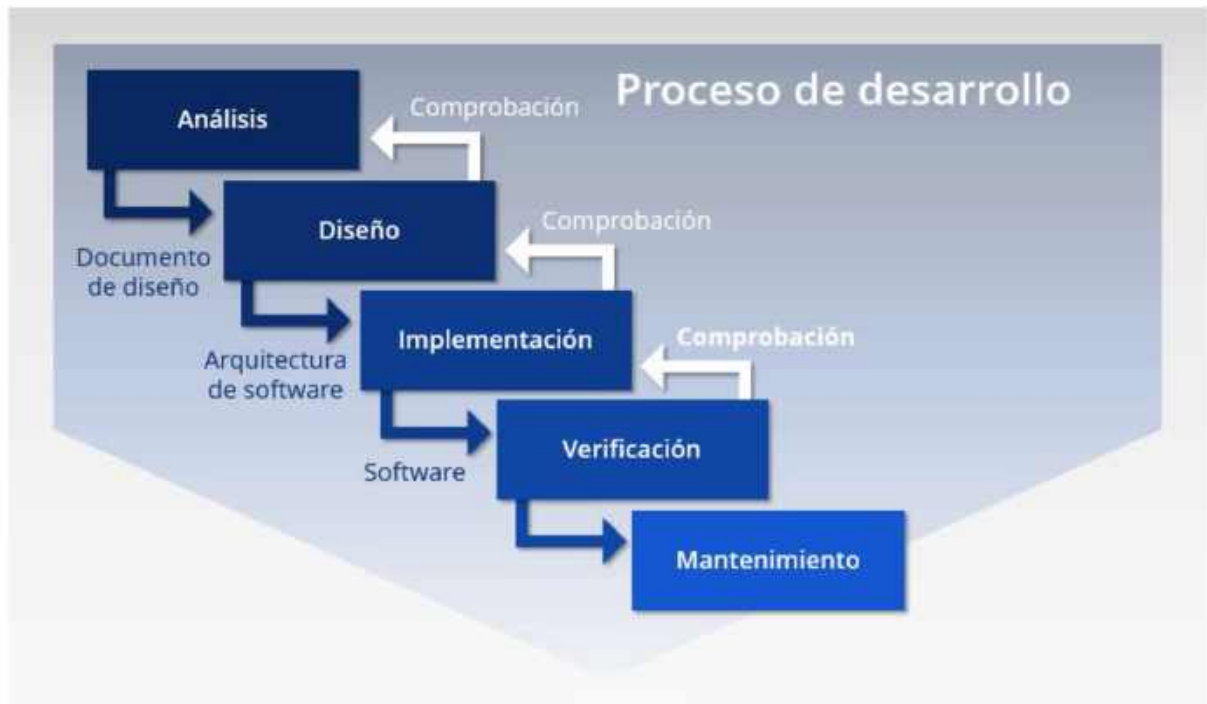 Proceso de desarrollo
Análisis
Comprobación
Diseño
Comprobación
Documento
de diseño
Implementación
Comprobación
Arquitectura
de software
Verificación
Software
Mantenimiento